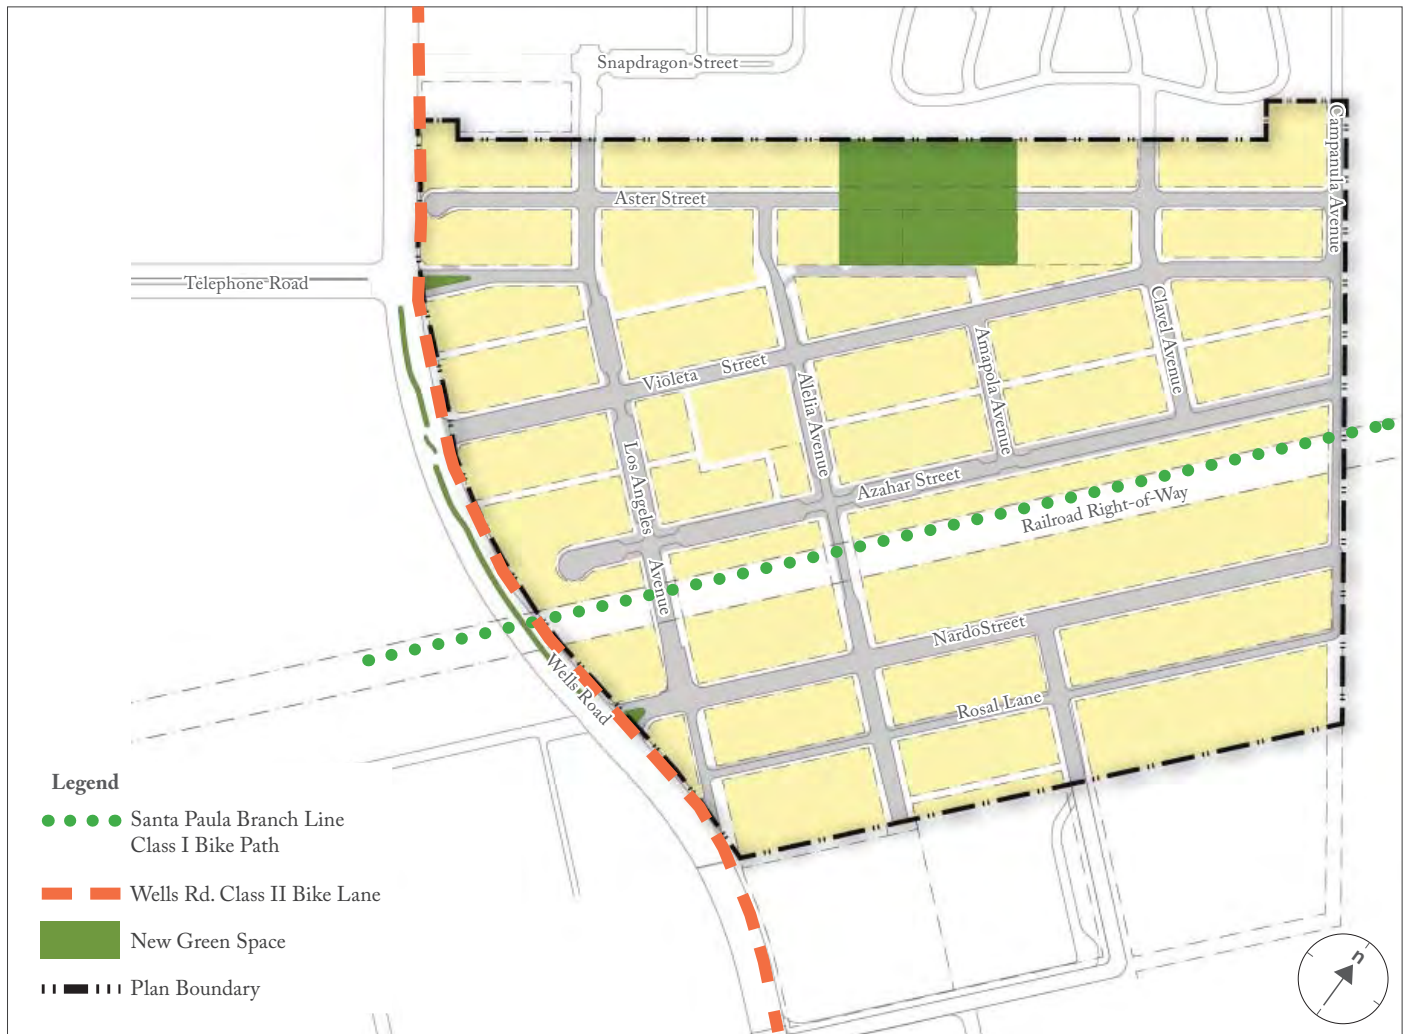 Snapdragon Street
Campanula Avenue
Aster Street
Telephone Road
Clavel Avenue
Violeta Street
Amapola Avenue
Alelia Avenue
Los Angeles
Avenue
Azahar Street
Railroad Right-of-Way
NardoStreet
Wells Road
Rosal Lane
Legend
Santa Paula Branch Line
Class I Bike Path
Wells Rd. Class II Bike Lane
New Green Space
Plan Boundary
n